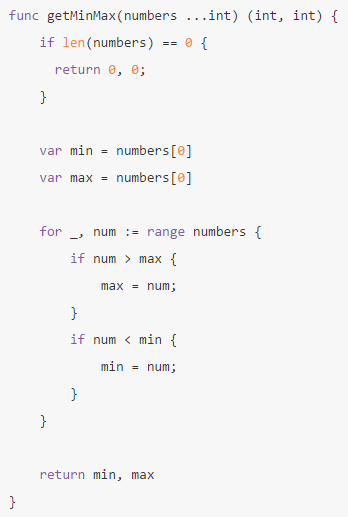 func getMinMax(numbers ...int) (int, int) {
    if len(numbers) == 0 {
      return 0, 0;
    }

    var min = numbers[0]
    var max = numbers[0]

    for _, num := range numbers {
        if num > max {
            max = num;
        }
        if num < min {
            min = num;
        }
    }

    return min, max
}